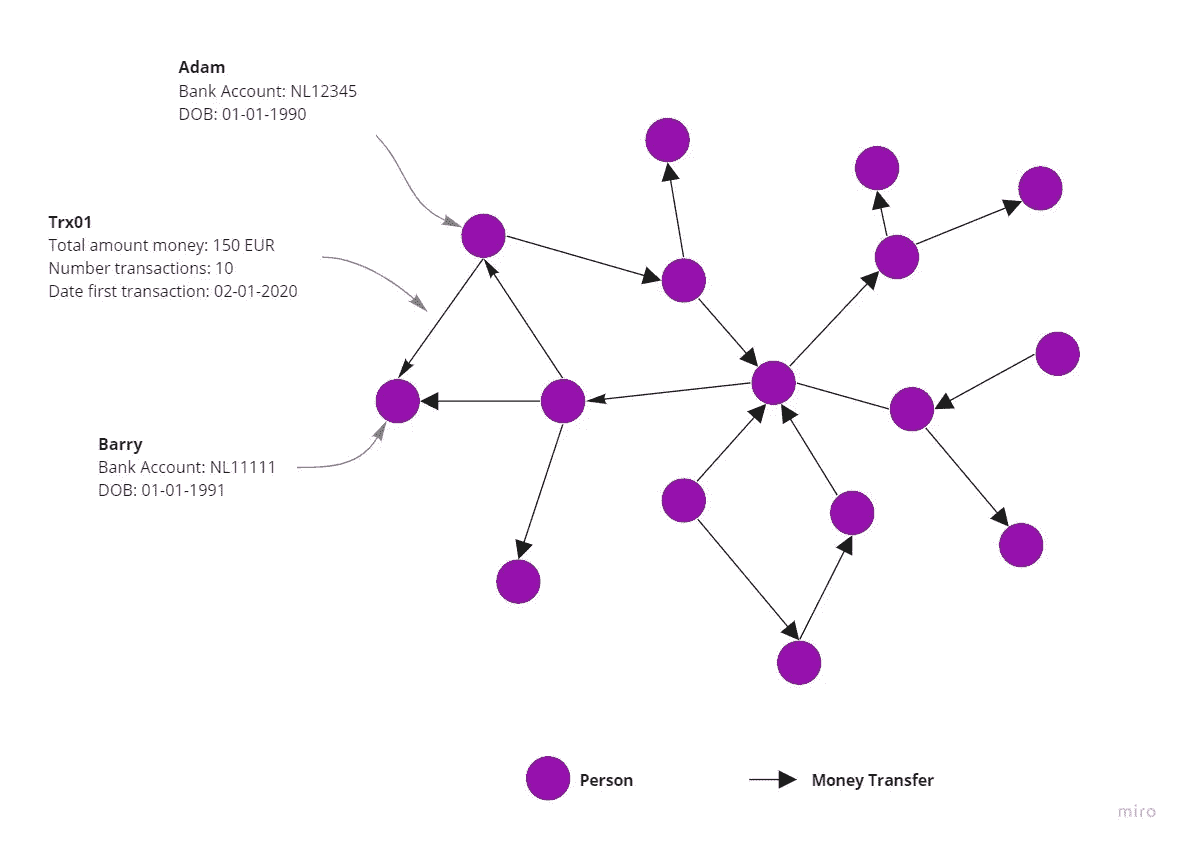 Adam
Bank Account: NL12345
DOB: 01-01-1990
Trx01
Total amount money: 150 EUR
Number transactions: 10
Date first transaction: 02-01-2020
Barry
Bank Account: NL11111
DOB: 01-01-1991
Person
Money Transfer
miro